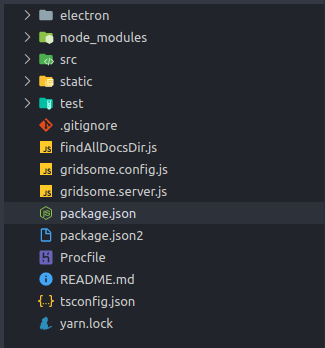 electron
node_modules
src
static
test
.gitignore
findAllDocsDir.js
gridsome.config.js
gridsome.server.js
package.json
package.json2
Procfile
README.md
tsconfig.json
yarn.lock